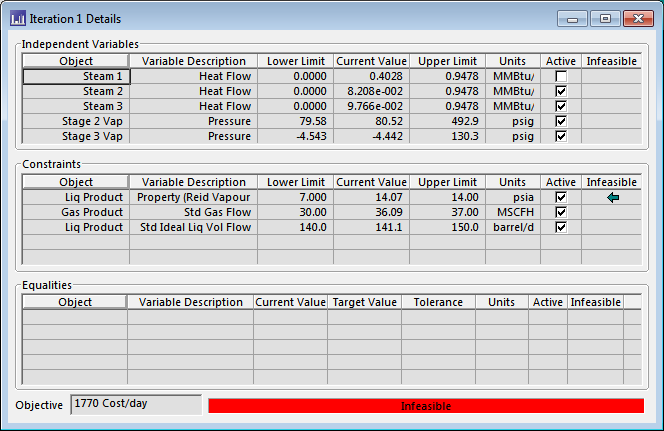 Iteration 1 Details
Independent Variables
Object Variable Description Lower Limit Current Value Upper Limit Units Active Infeasible
Steam 1 Heat Flow 0.0000 0.4028 0.9478 MMBtu/
Steam 2 Heat Flow 0.0000 8.208e-002 0.9478 MMBtu/
Steam 3 Heat Flow 0.0000 9.766e-002 0.9478 MMBtu/
Stage 2 Vap Pressure 79.58 80.52 492.9 psig
Stage 3 Vap Pressure -4.543 -4.442 130.3 psig
Constraints
Object Variable Description Lower Limit Current Value Upper Limit Units Active Infeasible
Liq Product Property (Reid Vapour 7.000 14.07 14.00 psia
Gas Product Std Gas Flow 30.00 36.09 37.00 MSCFH
Liq Product Std Ideal Liq Vol Flow 140.0 141.1 150.0 barrel/d
Equalities
Object Variable Description Current Value Target Value Tolerance Units Active Infeasible
Objective 1770 Cost/day Infeasible